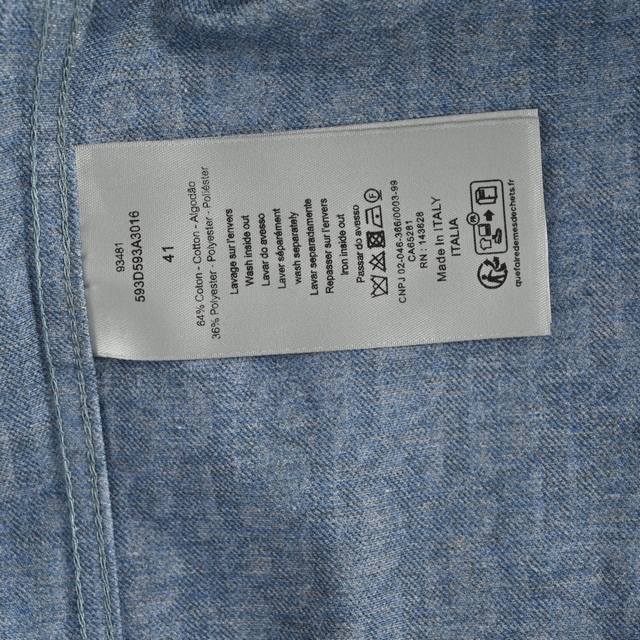 93481
593D593A3016
41
64% Coton - Cotton - Algodão
36% Polyester - Polyester - Poliéster
Lavage sur l'envers
Wash inside out
Lavar do avesso
Laver séparément
wash separately
Lavar separadamente
Repasser sur l'envers
Iron inside out
Passar do avesso
CNPJ 02-046-386/0003-99
CA65281
RN : 143628
Made in ITALY
ITALIA
quefairedemesdechets.fr